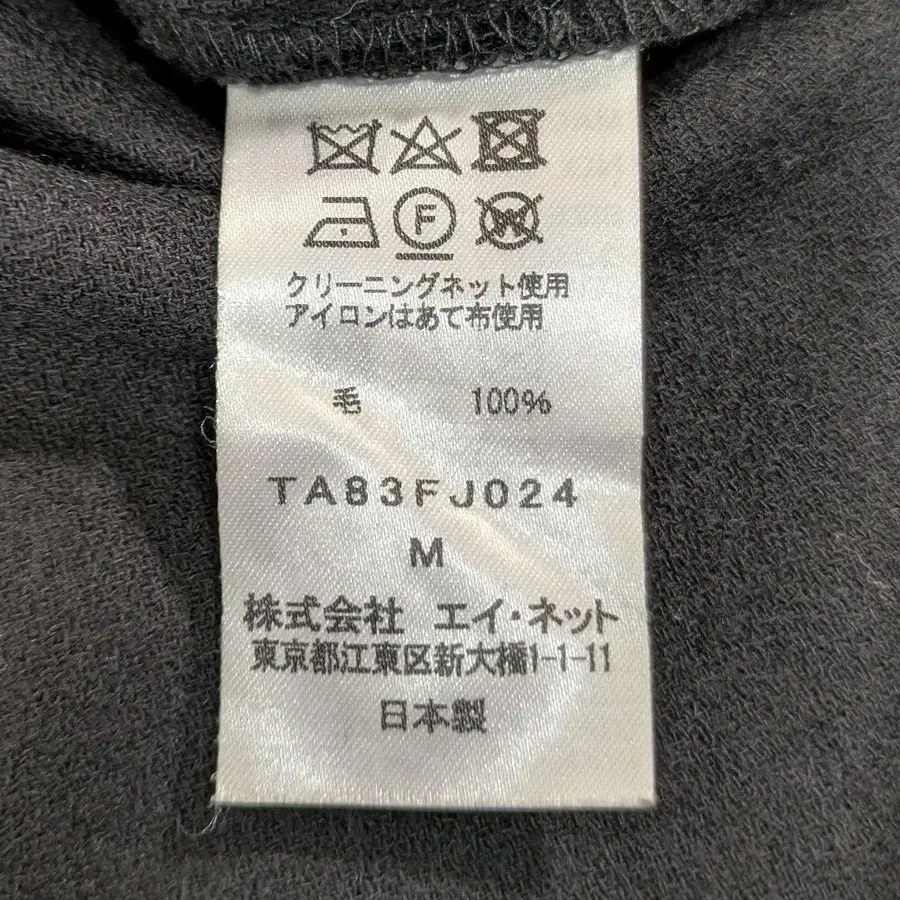 F
W
クリーニングネット使用
アイロンはあて布使用
毛 100%
TA83FJ024
M
株式会社 エイ・ネット
東京都江東区新大橋1-1-11
日本製